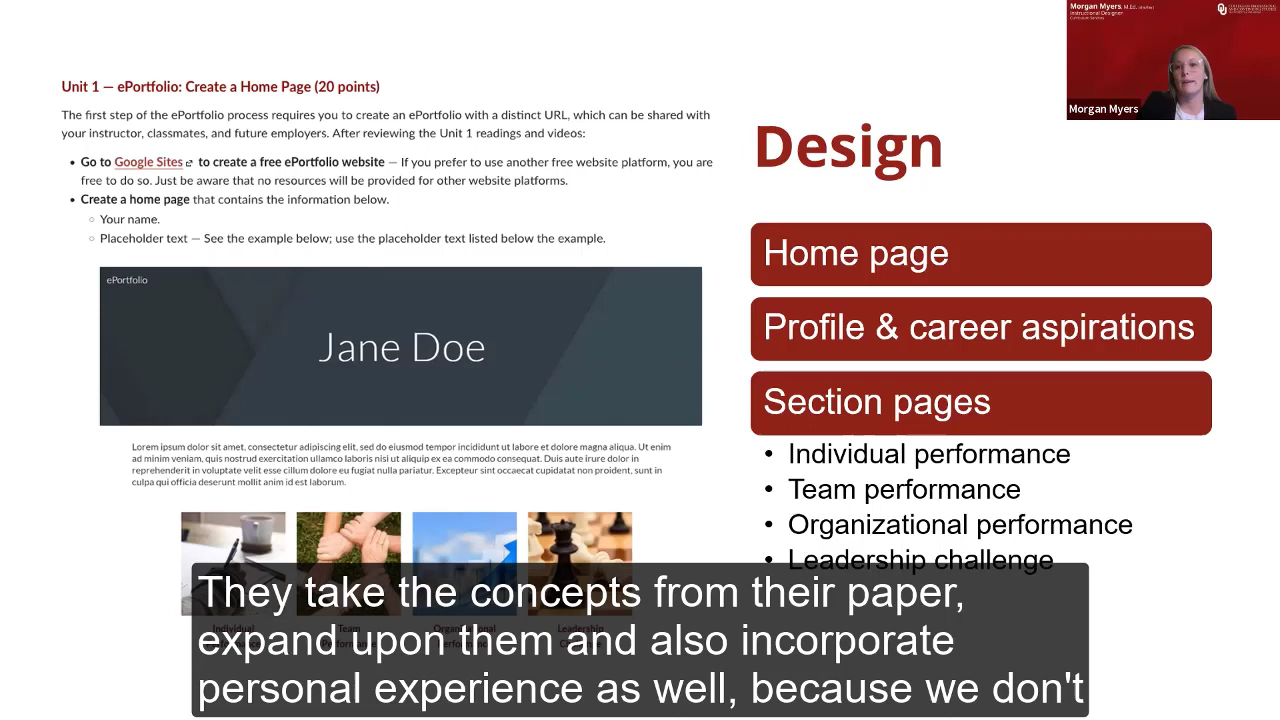 Morgan Myers, M.Ed.
Instructional Designer
Morgan Myers
Unit 1 — ePortfolio: Create a Home Page (20 points)
The first step of the ePortfolio process requires you to create an ePortfolio with a distinct URL, which can be shared with
your instructor, classmates, and future employers. After reviewing the Unit 1 readings and videos:
• Go to Google Sites to create a free ePortfolio website — If you prefer to use another free website platform, you are
free to do so. Just be aware that no resources will be provided for other website platforms.
• Create a home page that contains the information below.
○ Your name.
○ Placeholder text — See the example below; use the placeholder text listed below the example.
ePortfolio
Jane Doe
Lorem ipsum dolor sit amet, consectetur adipiscing elit, sed do eiusmod tempor incididunt ut labore et dolore magna aliqua. Ut enim
ad minim veniam, quis nostrud exercitation ullamco laboris nisi ut aliquip ex ea commodo consequat. Duis aute irure dolor in
reprehenderit in voluptate velit esse cillum dolore eu fugiat nulla pariatur. Excepteur sint occaecat cupidatat non proident, sunt in
culpa qui officia deserunt mollit anim id est laborum.
Design
Home page
Profile & career aspirations
Section pages
• Individual performance
• Team performance
• Organizational performance
• Leadership challenge
They take the concepts from their paper,
expand upon them and also incorporate
personal experience as well, because we don't